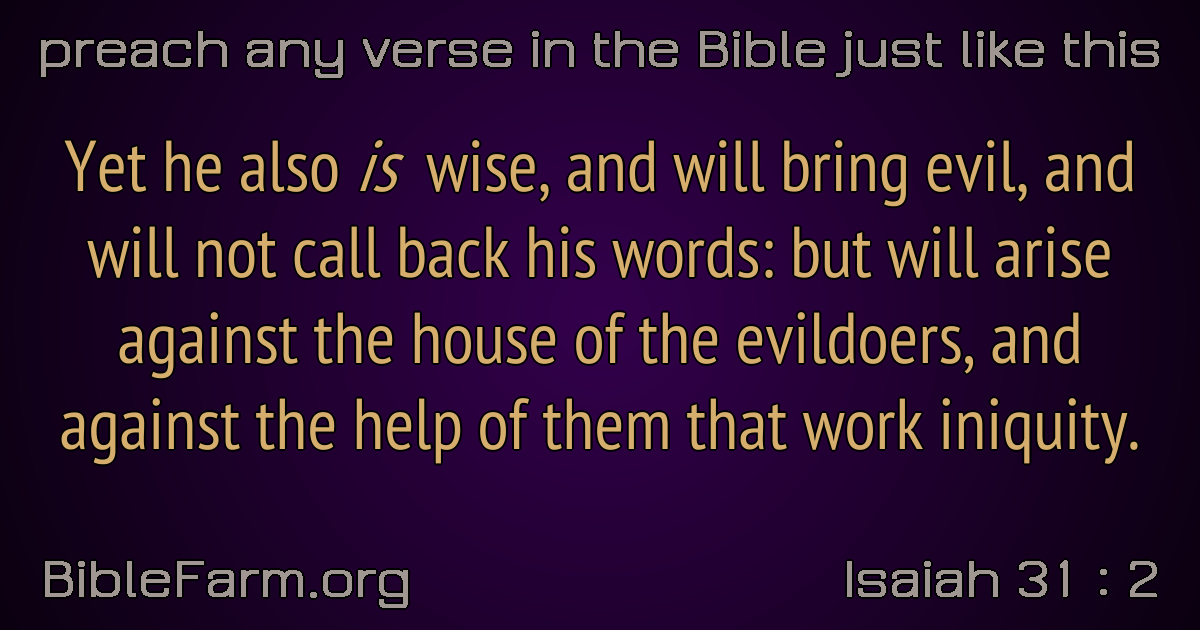 preach any verse in the Bible just like this
Yet he also is wise, and will bring evil, and
will not call back his words: but will arise
against the house of the evildoers, and
against the help of them that work iniquity.
BibleFarm.org
Isaiah 31 : 2